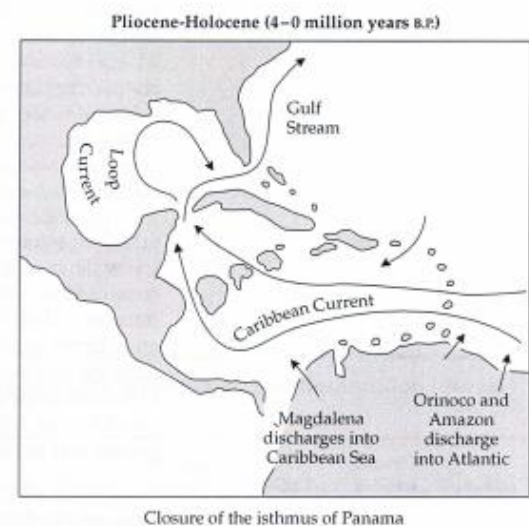 Pliocene-Holocene (4–0 million years B.P.)
Gulf
Stream
Loop
Current
Caribbean Current
Magdalena
discharges into
Caribbean Sea
Orinoco and
Amazon
discharge
into Atlantic
Closure of the isthmus of Panama